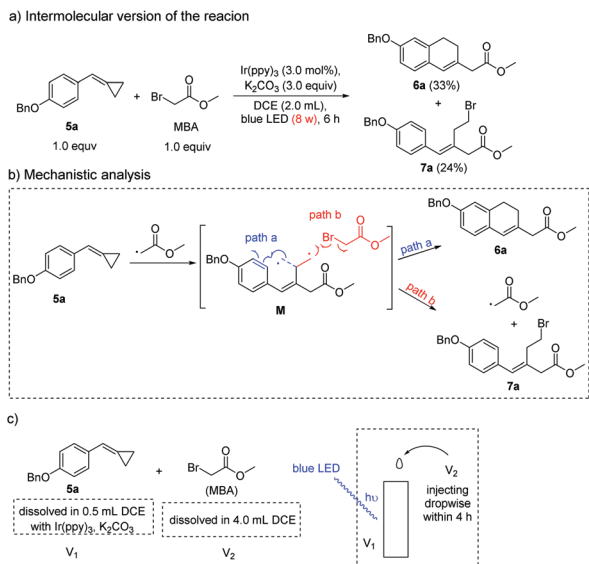 a) Intermolecular version of the reacion
BnO
5a
1.0 equv
+
Br
O
O
MBA
1.0 equiv
Ir(ppy)3 (3.0 mol%),
K2CO3 (3.0 equiv)
DCE (2.0 mL),
blue LED (8 w), 6 h
BnO
O
O
6a (33%)
+
Br
BnO
O
O
7a (24%)
b) Mechanistic analysis
BnO
5a
O
O
path a
path b
Br
O
O
BnO
O
O
M
path a
path b
BnO
O
O
6a
O
O
+
Br
BnO
O
O
7a
c)
BnO
5a
+
Br
O
O
(MBA)
dissolved in 0.5 mL DCE
with Ir(ppy)3, K2CO3
dissolved in 4.0 mL DCE
V1
V2
blue LED
hυ
V1
V2
injecting
dropwise
within 4 h